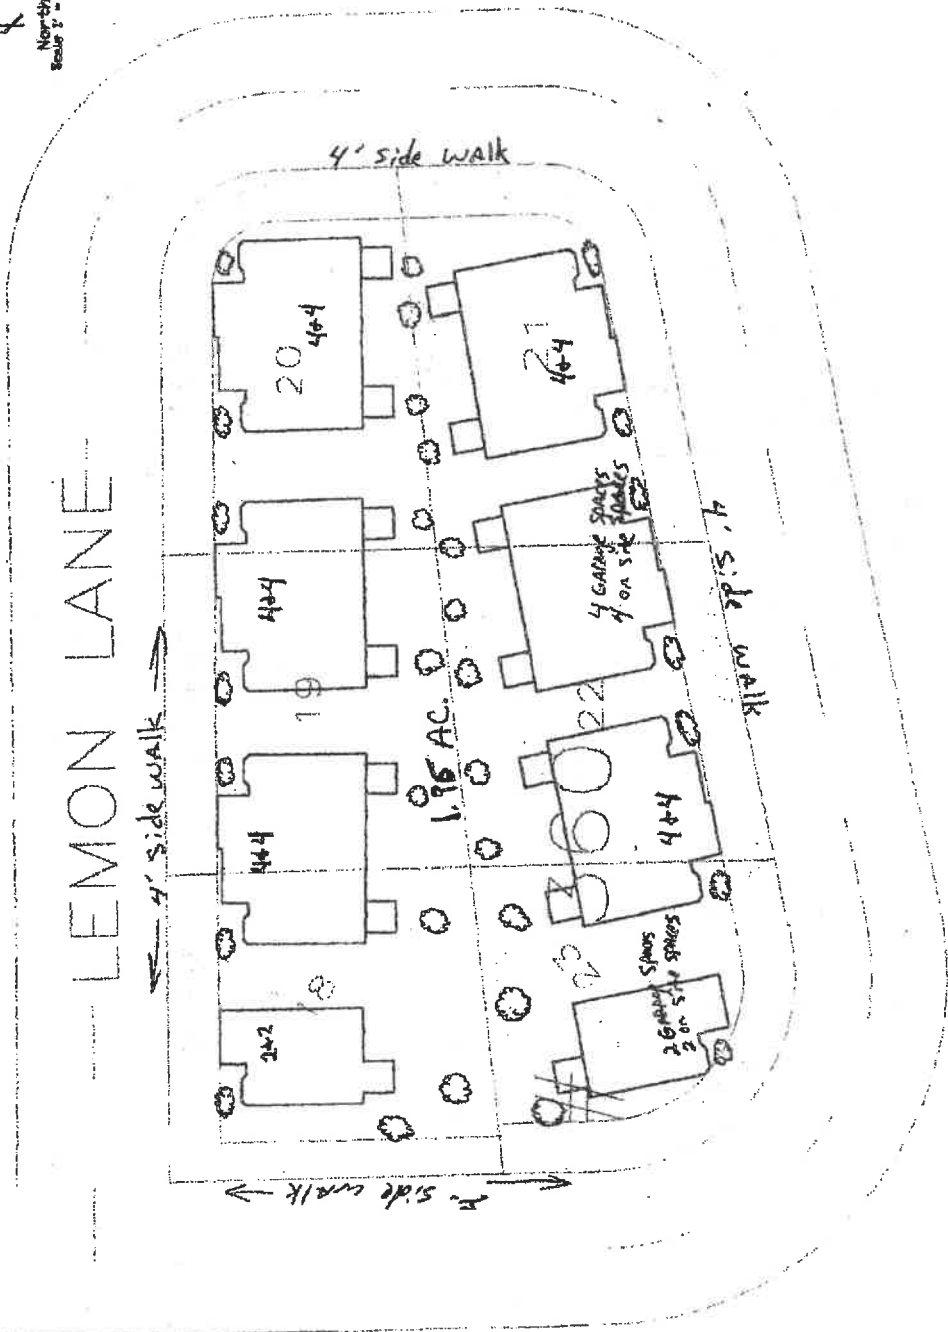 North
4' side walk
20
4+4
21
4+4
LEMON LANE
4' side walk
4+4
19
4 GARAge SPACES
4 on site SPACES
4' side walk
1.95 AC.
22
4+4
4+4
18
23
2+2
2 GARAge SPACES
2 on site SPACES
side walk